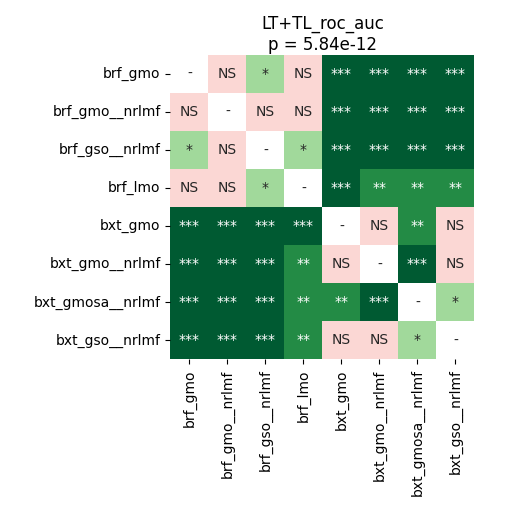 LT+TL_roc_auc
p = 5.84e-12
brf_gmo - NS * NS *** *** *** ***
brf_gmo__nrlmf NS - NS NS *** *** *** ***
brf_gso__nrlmf * NS - * *** *** *** ***
brf_lmo NS NS * - *** ** ** **
bxt_gmo *** *** *** *** - NS ** NS
bxt_gmo__nrlmf *** *** *** ** NS - *** NS
bxt_gmosa__nrlmf *** *** *** ** ** *** - *
bxt_gso__nrlmf *** *** *** ** NS NS * -
brf_gmo
brf_gmo__nrlmf
brf_gso__nrlmf
brf_lmo
bxt_gmo
bxt_gmo__nrlmf
bxt_gmosa__nrlmf
bxt_gso__nrlmf